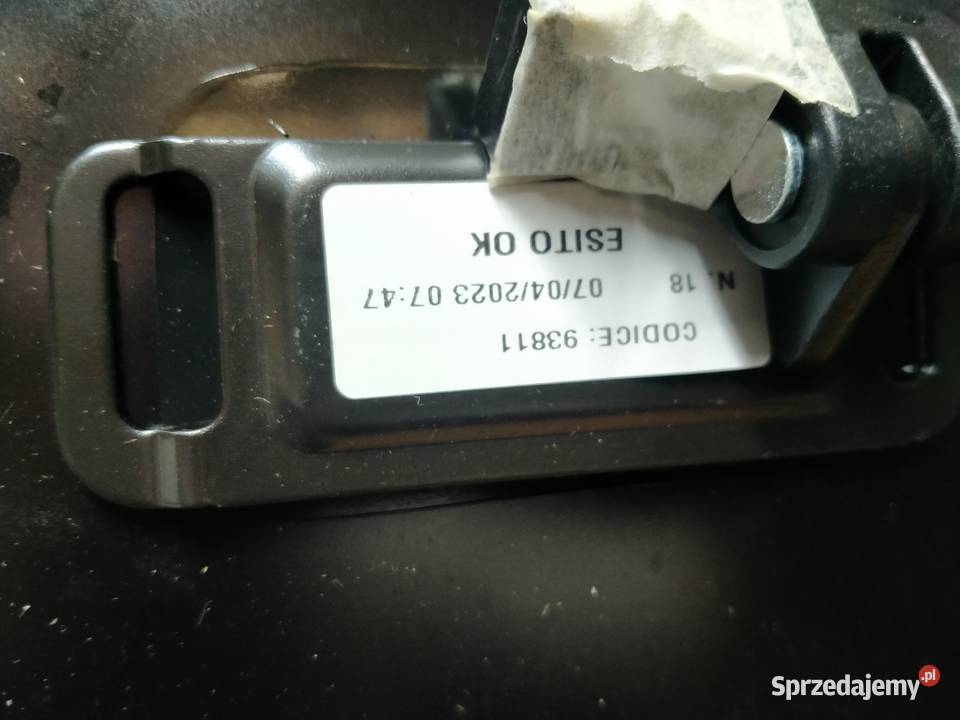 CODICE: 93811
N. 18 07/04/2023 07:47
ESITO OK
Sprzedajemy.pl